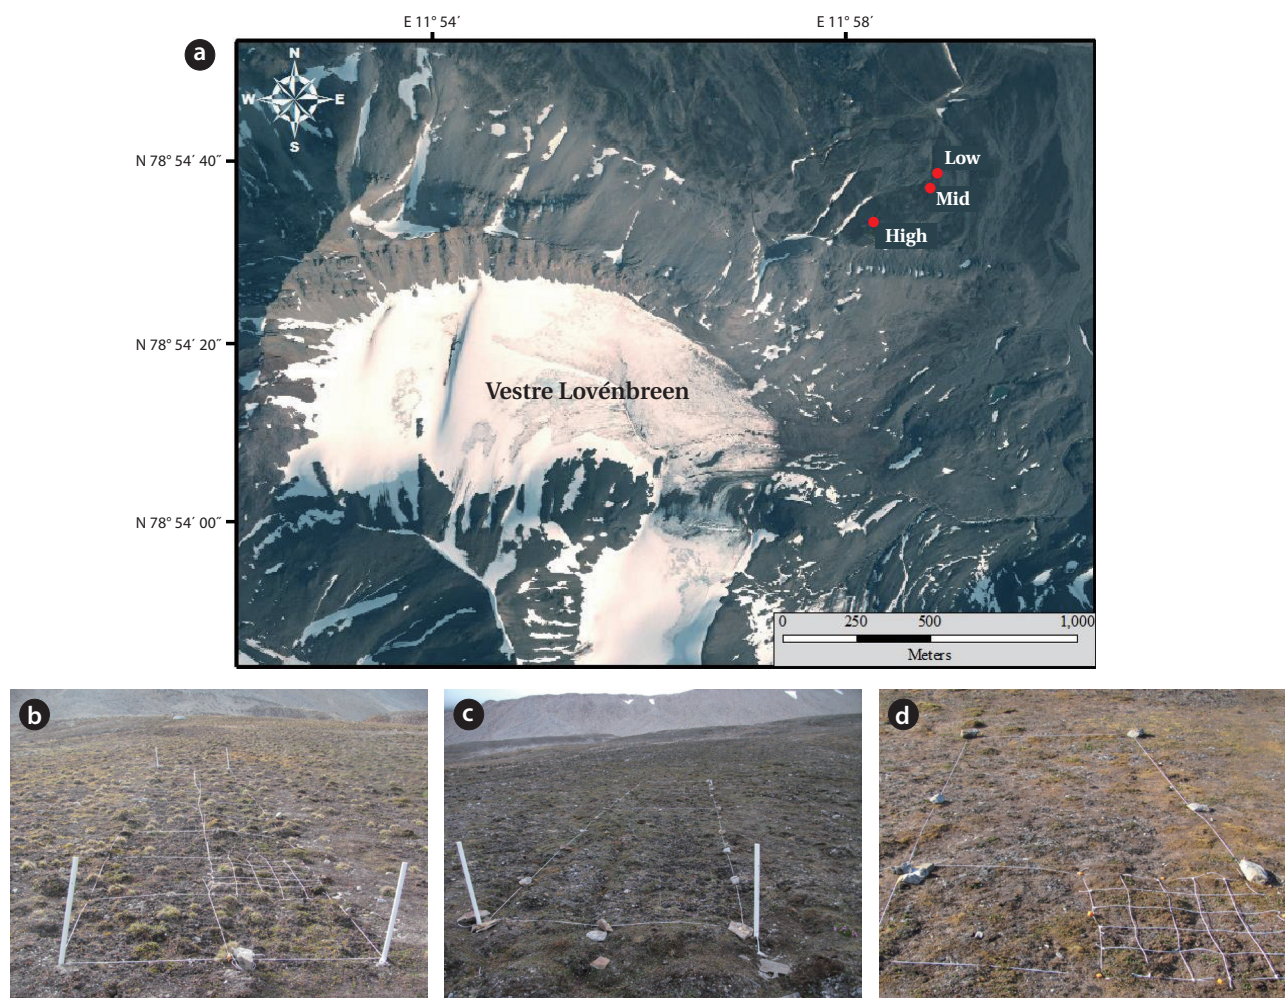 E 11° 54′
E 11° 58′
a
N
W
E
S
N 78° 54′ 40″
Low
Mid
High
N 78° 54′ 20″
Vestre Lovénbreen
N 78° 54′ 00″
0
250
500
1,000
Meters
b
c
d